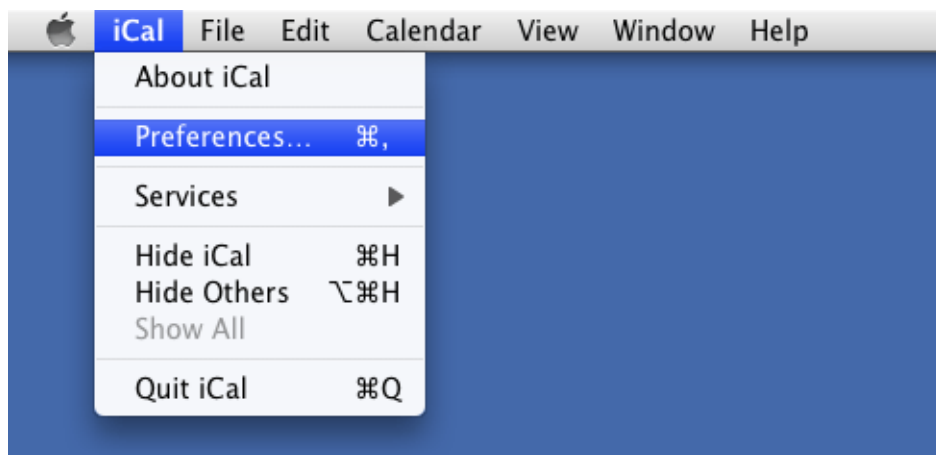 iCal File Edit Calendar View Window Help
About iCal
Preferences... ⌘,
Services
Hide iCal ⌘H
Hide Others ⌥⌘H
Show All
Quit iCal ⌘Q